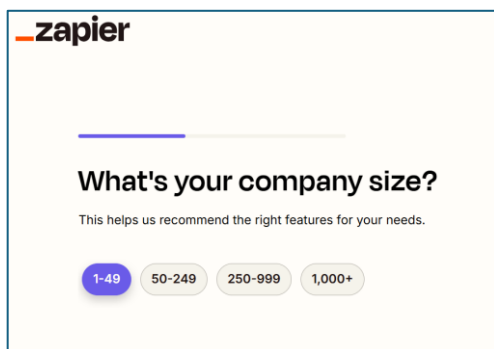 zapier
What's your company size?
This helps us recommend the right features for your needs.
1-49 50-249 250-999 1,000+